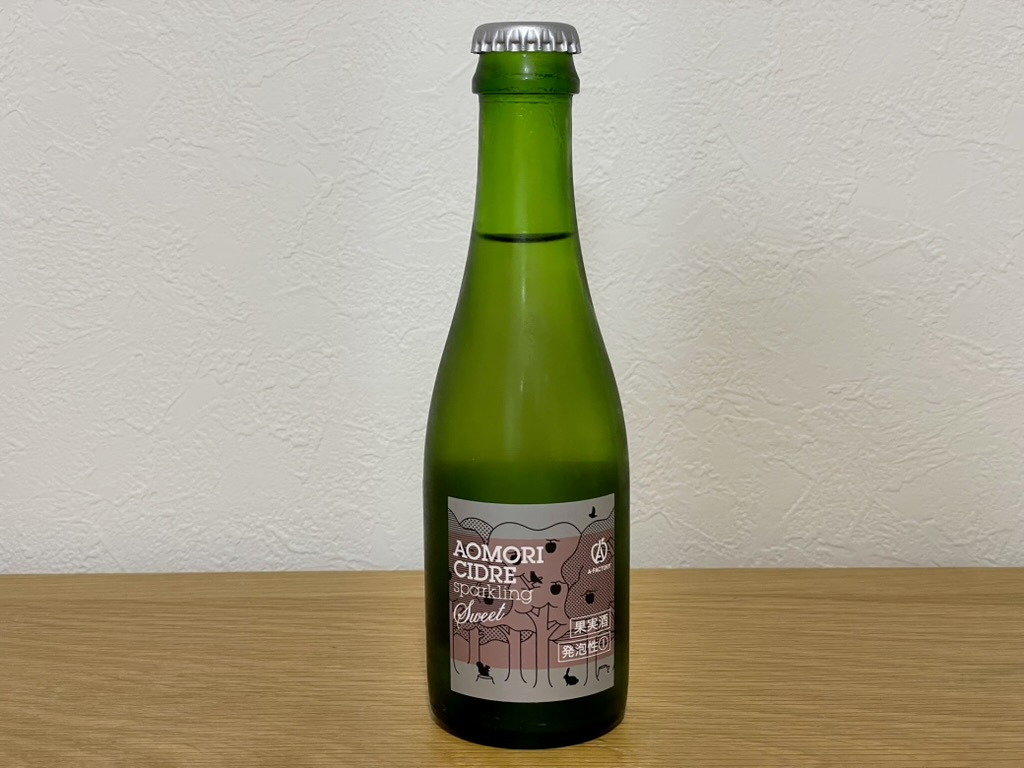 AOMORI
CIDRE
sparkling
Sweet
A-FACTORY
果実酒
発泡性①